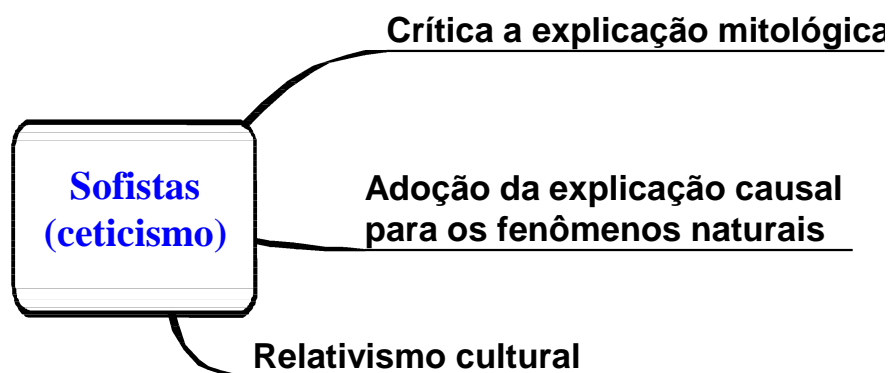 Crítica a explicação mitológica
Sofistas
(ceticismo)
Adoção da explicação causal
para os fenômenos naturais
Relativismo cultural